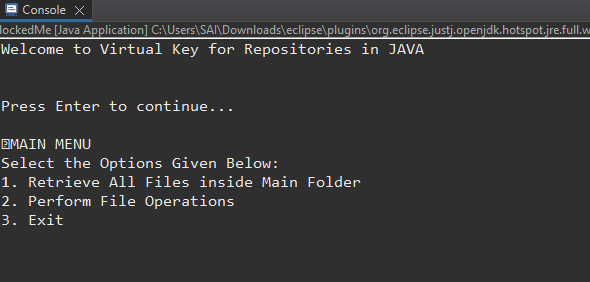 Console
lockedMe [Java Application] C:\Users\SAI\Downloads\eclipse\plugins\org.eclipse.justj.openjdk.hotspot.jre.full.w
Welcome to Virtual Key for Repositories in JAVA
Press Enter to continue...
MAIN MENU
Select the Options Given Below:
1. Retrieve All Files inside Main Folder
2. Perform File Operations
3. Exit